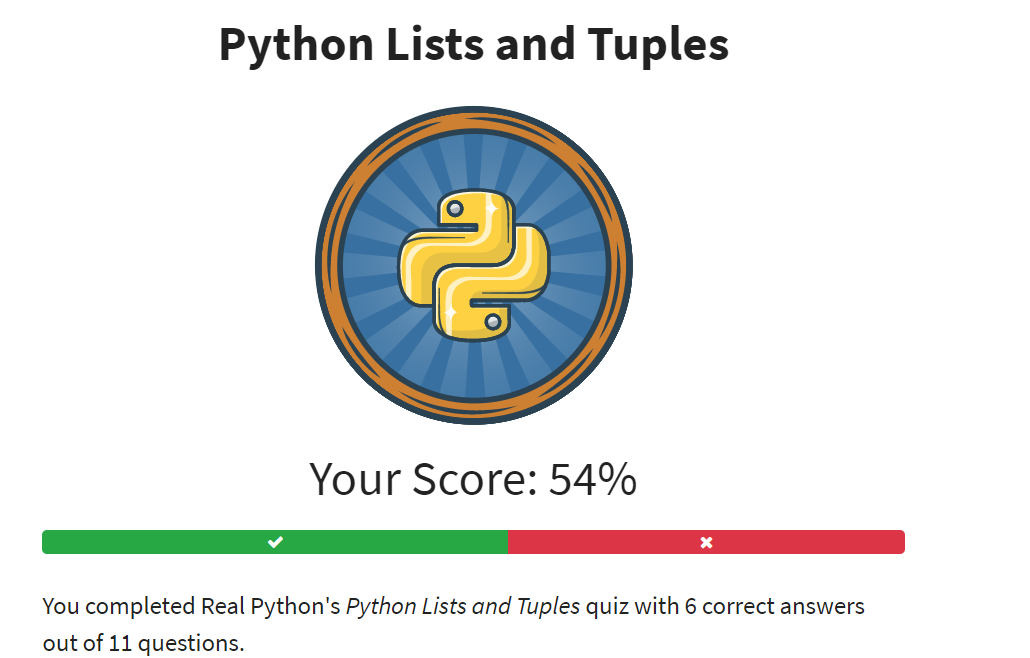 Python Lists and Tuples
Your Score: 54%
You completed Real Python's Python Lists and Tuples quiz with 6 correct answers
out of 11 questions.